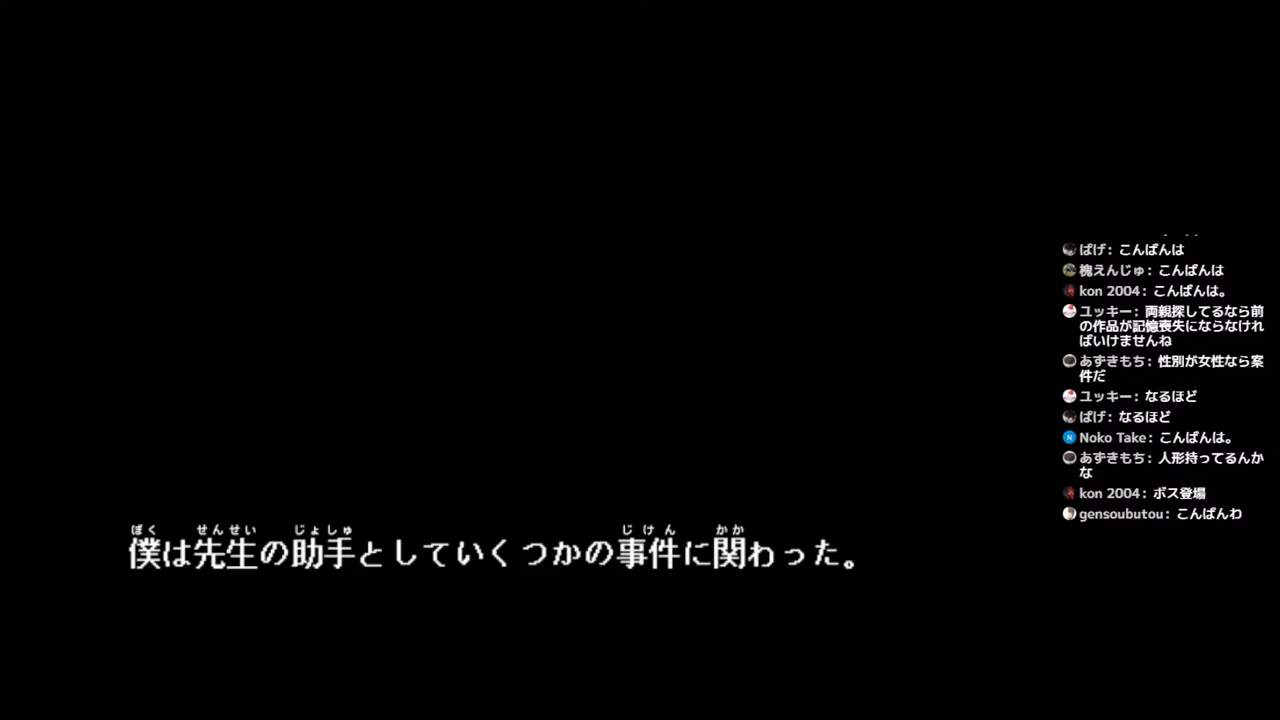 ぱげ: こんぱんは
槐えんじゅ: こんばんは
kon 2004: こんばんは。
ユッキー: 両親探してるなら前
の作品が記憶喪失にならなけれ
ばいけませんね
あずきもち: 性別が女性なら案
件だ
ユッキー: なるほど
ぱげ: なるほど
Noko Take: こんばんは。
あずきもち: 人形持ってるんか
な
kon 2004: ボス登場
gensoubutou: こんばんわ
ぼく せんせい じょしゅ じけん かか
僕は先生の助手としていくつかの事件に関わった。